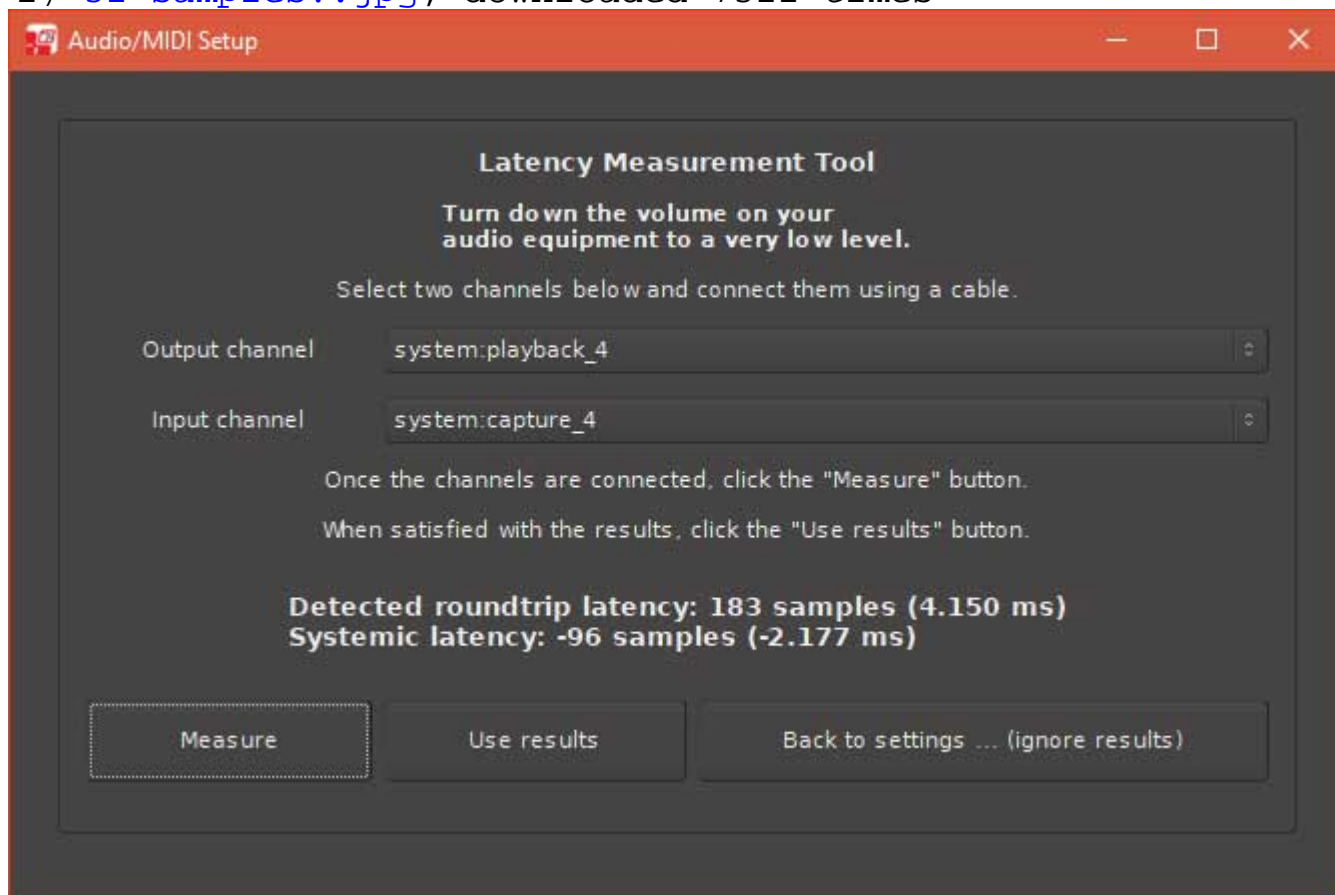 Audio/MIDI Setup
Latency Measurement Tool
Turn down the volume on your
audio equipment to a very low level.
Select two channels below and connect them using a cable.
Output channel system:playback_4
Input channel system:capture_4
Once the channels are connected, click the "Measure" button.
When satisfied with the results, click the "Use results" button.
Detected roundtrip latency: 183 samples (4.150 ms)
Systemic latency: -96 samples (-2.177 ms)
Measure Use results Back to settings ... (ignore results)